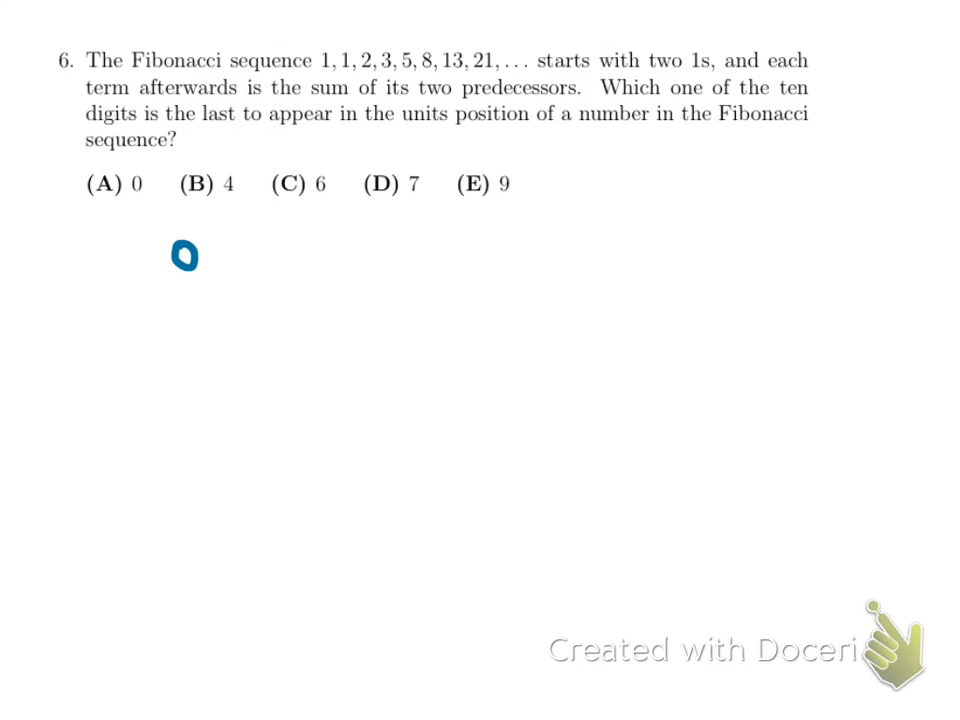 6. The Fibonacci sequence 1, 1, 2, 3, 5, 8, 13, 21, . . . starts with two 1s, and each
term afterwards is the sum of its two predecessors. Which one of the ten
digits is the last to appear in the units position of a number in the Fibonacci
sequence?
(A) 0 (B) 4 (C) 6 (D) 7 (E) 9
0
Created with Doceri